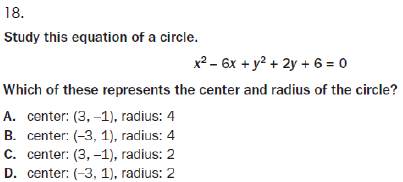 18.
Study this equation of a circle.
x² – 6x + y² + 2y + 6 = 0
Which of these represents the center and radius of the circle?
A. center: (3, –1), radius: 4
B. center: (–3, 1), radius: 4
C. center: (3, –1), radius: 2
D. center: (–3, 1), radius: 2